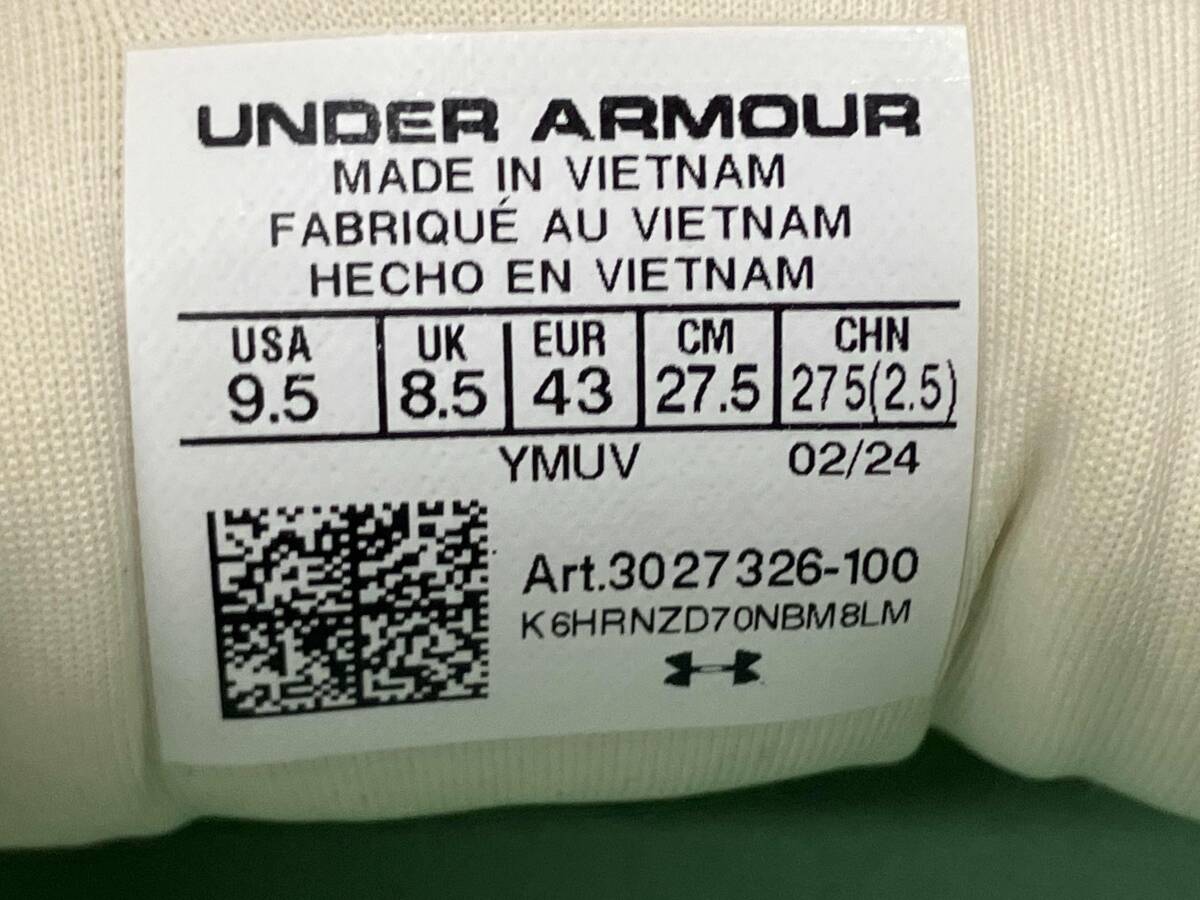 UNDER ARMOUR
MADE IN VIETNAM
FABRIQUÉ AU VIETNAM
HECHO EN VIETNAM
USA UK EUR CM CHN
9.5 8.5 43 27.5 275(2.5)
YMUV 02/24
Art.3027326-100
K6HRNZD70NBM8LM